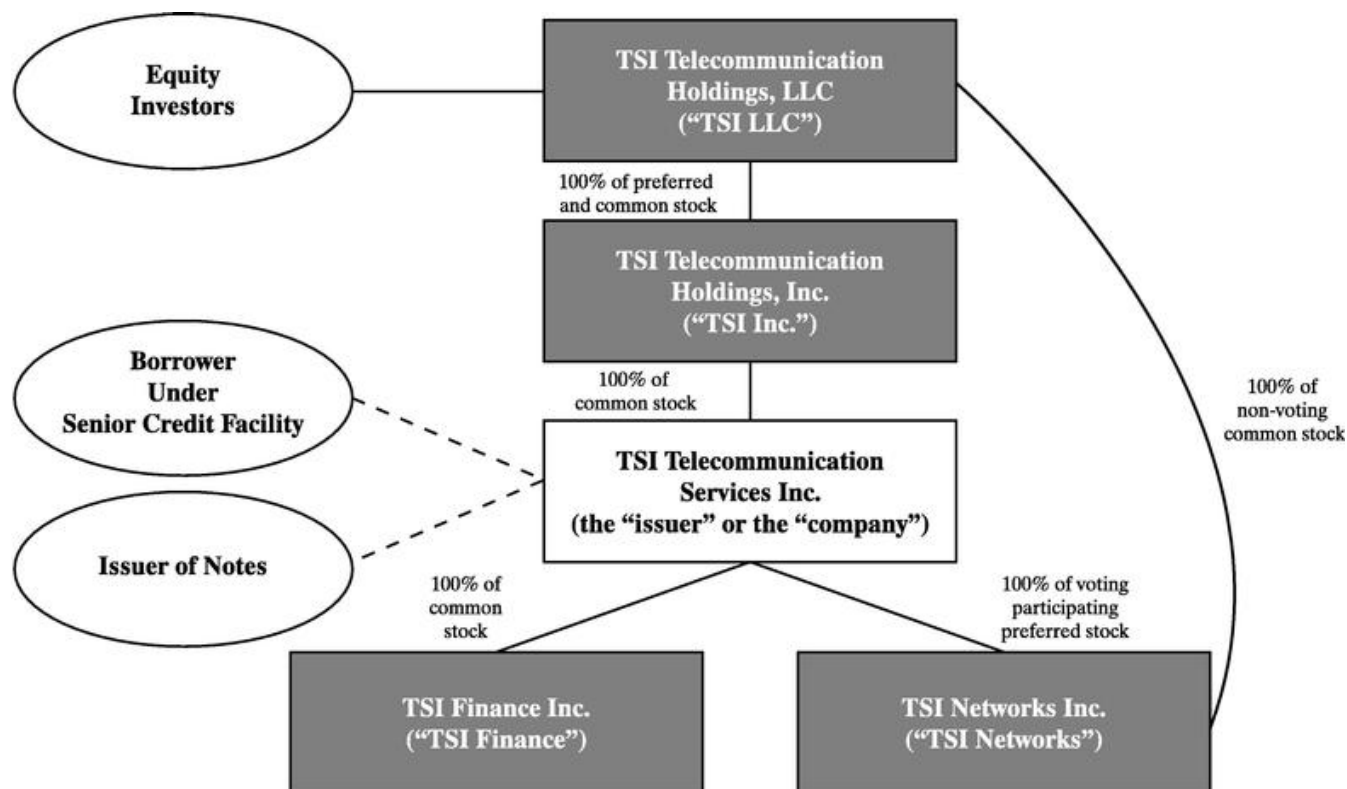 Equity
Investors
TSI Telecommunication
Holdings, LLC
(“TSI LLC”)
100% of preferred
and common stock
TSI Telecommunication
Holdings, Inc.
(“TSI Inc.”)
Borrower
Under
Senior Credit Facility
100% of
common stock
100% of
non-voting
common stock
TSI Telecommunication
Services Inc.
(the “issuer” or the “company”)
Issuer of Notes
100% of
common
stock
100% of voting
participating
preferred stock
TSI Finance Inc.
(“TSI Finance”)
TSI Networks Inc.
(“TSI Networks”)